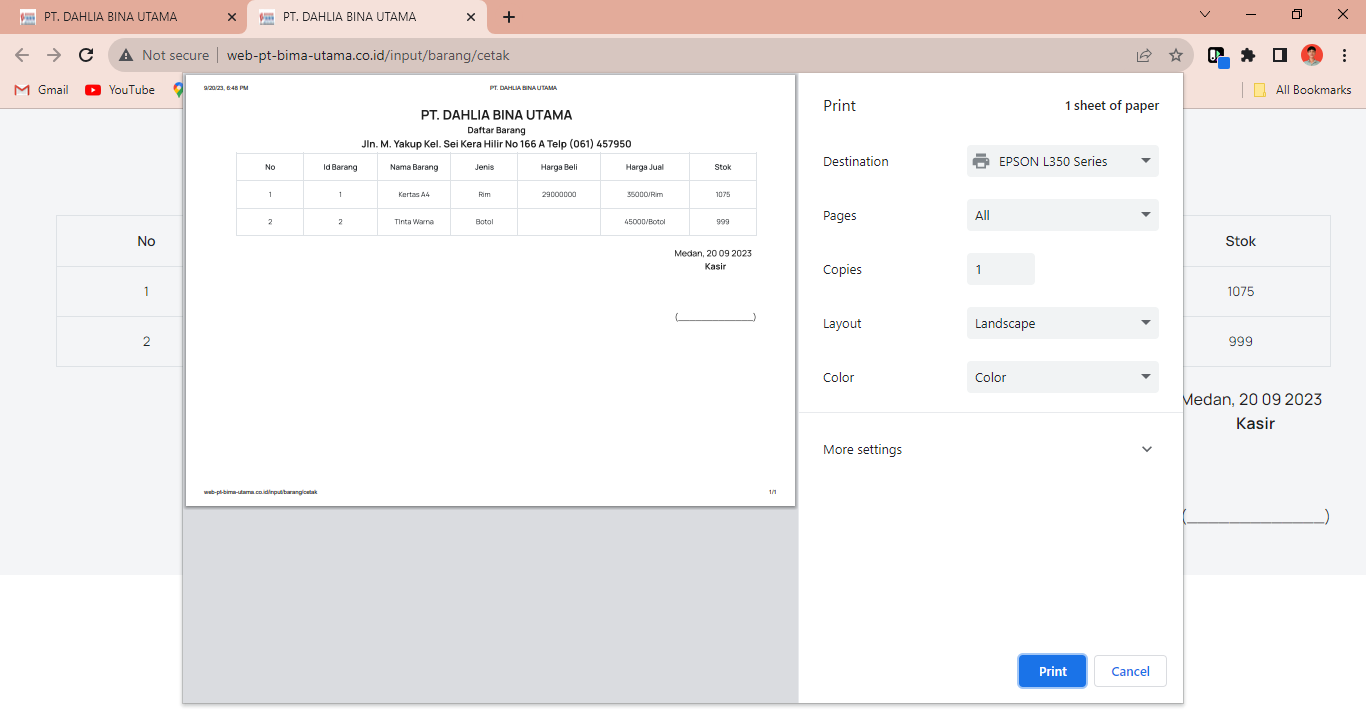 PT. DAHLIA BINA UTAMA
PT. DAHLIA BINA UTAMA
Not secure web-pt-bima-utama.co.id/input/barang/cetak
Gmail YouTube All Bookmarks
9/20/23, 6:48 PM PT. DAHLIA BINA UTAMA
PT. DAHLIA BINA UTAMA
Daftar Barang
Jln. M. Yakup Kel. Sei Kera Hilir No 166 A Telp (061) 457950
No Id Barang Nama Barang Jenis Harga Beli Harga Jual Stok
1 1 Kertas A4 Rim 29000000 35000/Rim 1075
2 2 Tinta Warna Botol 45000/Botol 999
Medan, 20 09 2023
Kasir
(_______________)
web-pt-bima-utama.co.id/input/barang/cetak 1/1
Print 1 sheet of paper
Destination EPSON L350 Series
Pages All
Copies 1
Layout Landscape
Color Color
More settings
Print Cancel
No Stok
1 1075
2 999
Medan, 20 09 2023
Kasir
(_______________)